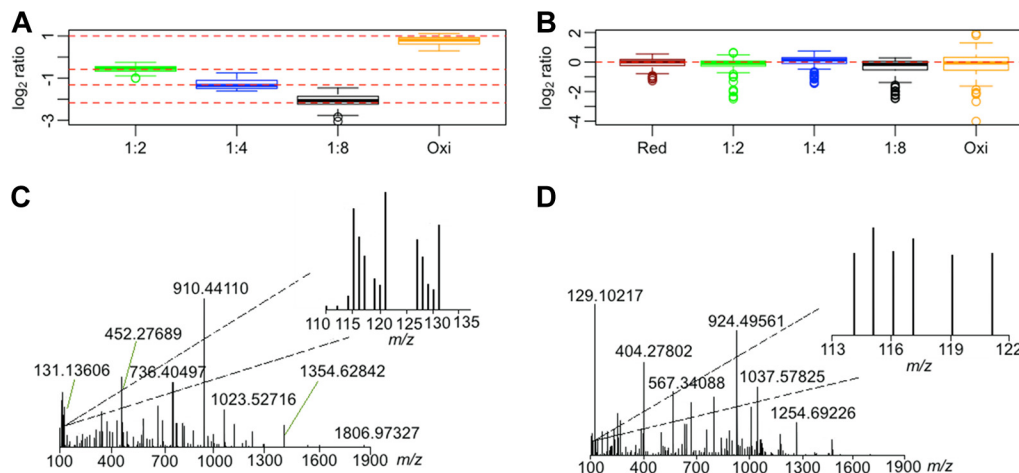 A
log2 ratio
1
-1
-3
1:2
1:4
1:8
Oxi
B
log2 ratio
2
0
-2
-4
Red
1:2
1:4
1:8
Oxi
C
910.44110
452.27689
131.13606
736.40497
1354.62842
1023.52716
1806.97327
110 115 120 125 130 135
m/z
100 400 700 1000 1300 1600 1900 m/z
D
129.10217
924.49561
404.27802
567.34088
1037.57825
1254.69226
113 116 119 122
m/z
100 400 700 1000 1300 1600 1900 m/z